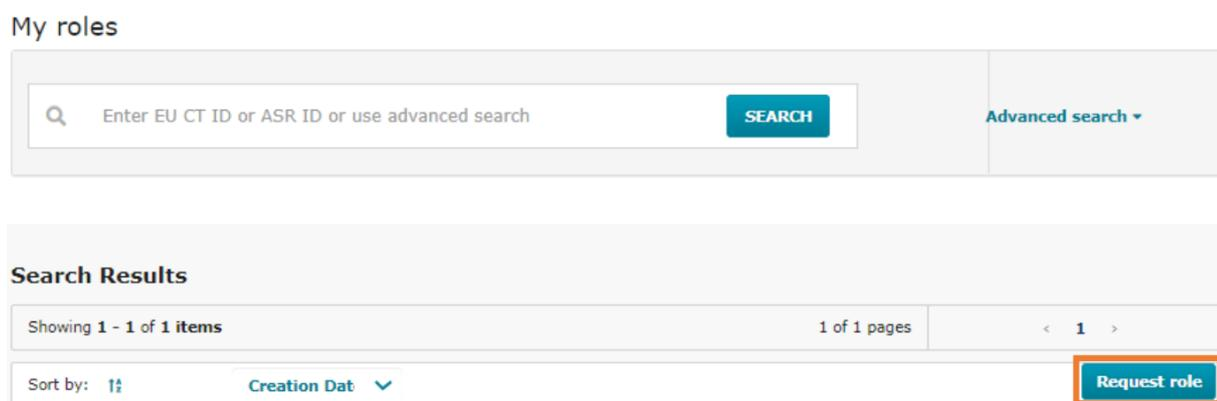 My roles
Enter EU CT ID or ASR ID or use advanced search SEARCH Advanced search
Search Results
Showing 1 - 1 of 1 items 1 of 1 pages < 1 >
Sort by: Creation Dat Request role